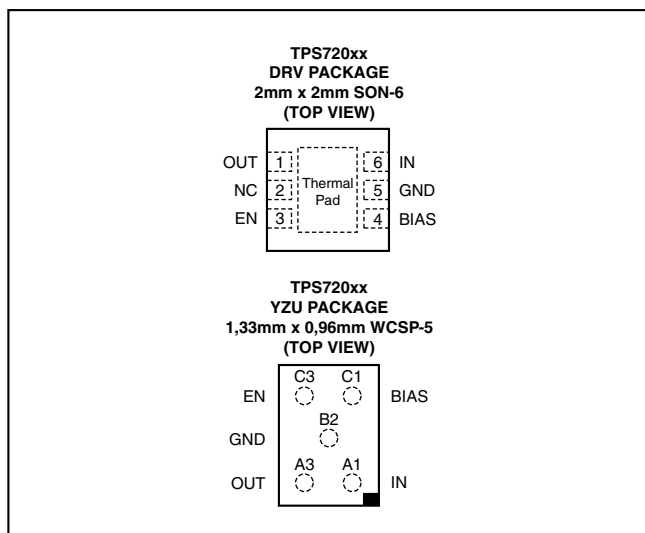 TPS720xx
DRV PACKAGE
2mm x 2mm SON-6
(TOP VIEW)
OUT 1 6 IN
NC 2 Thermal Pad 5 GND
EN 3 4 BIAS
TPS720xx
YZU PACKAGE
1,33mm x 0,96mm WCSP-5
(TOP VIEW)
C3 C1
EN BIAS
B2
GND
A3 A1
OUT IN